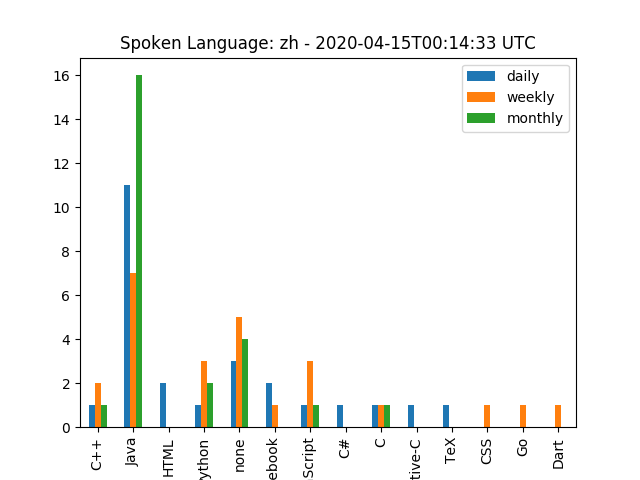 Spoken Language: zh - 2020-04-15T00:14:33 UTC
daily
weekly
monthly
16
14
12
10
8
6
4
2
0
C++
Java
HTML
ython
none
ebook
Script
C#
C
tive-C
TeX
CSS
Go
Dart